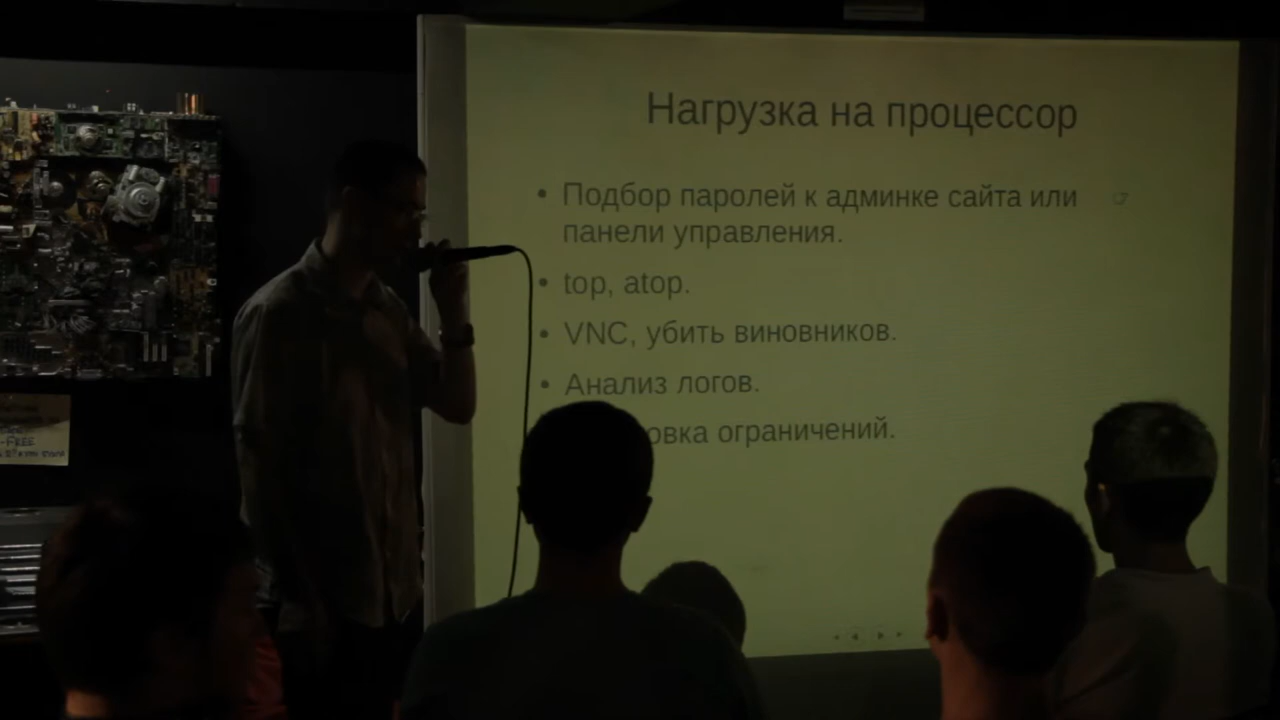 Нагрузка на процессор
Подбор паролей к админке сайта или
панели управления.
top, atop.
VNC, убить виновников.
Анализ логов.
овка ограничений.
-FREE